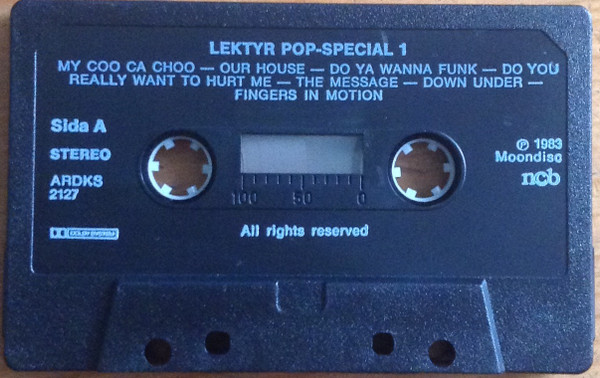 LEKTYR POP-SPECIAL 1
MY COO CA CHOO — OUR HOUSE — DO YA WANNA FUNK — DO YOU
REALLY WANT TO HURT ME — THE MESSAGE — DOWN UNDER —
FINGERS IN MOTION
Sida A
STEREO
ARDKS
2127
℗ 1983
Moondisc
ncb
100 50 0
DOLBY SYSTEM
All rights reserved